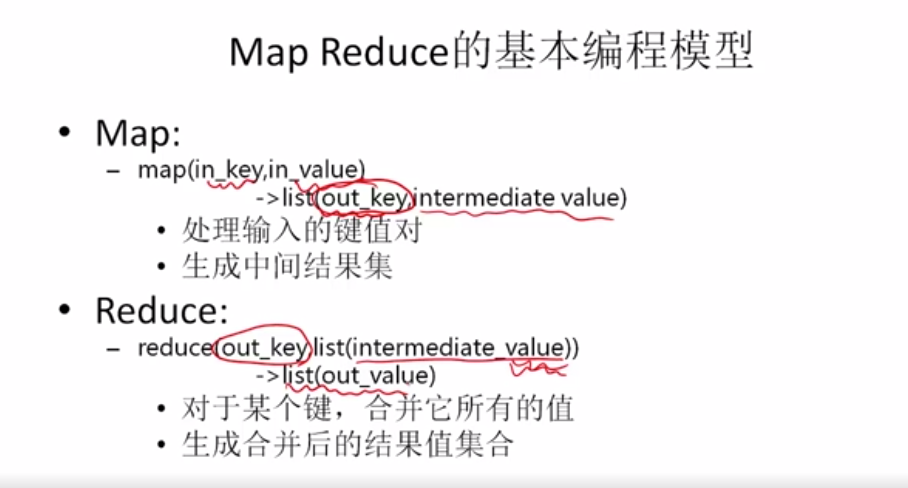 Map Reduce的基本编程模型
• Map:
– map(in_key,in_value)
->list(out_key,intermediate value)
• 处理输入的键值对
• 生成中间结果集
• Reduce:
– reduce(out_key,list(intermediate_value))
->list(out_value)
• 对于某个键，合并它所有的值
• 生成合并后的结果值集合